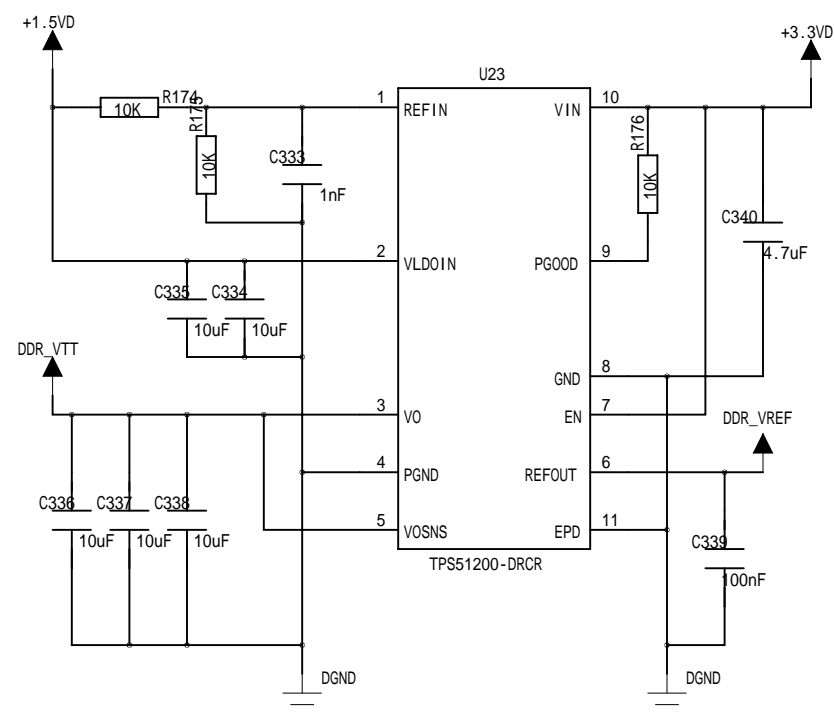 +1.5VD
+3.3VD
U23
R174
10K
R175
10K
C333
1nF
1
REFIN
VIN
10
R176
10K
C340
4.7uF
2
VLDOIN
PGOOD
9
C335
10uF
C334
10uF
DDR_VTT
GND
8
3
VO
EN
7
DDR_VREF
4
PGND
REFOUT
6
C336
10uF
C337
10uF
C338
10uF
5
VOSNS
EPD
11
C339
100nF
TPS51200-DRCR
DGND
DGND